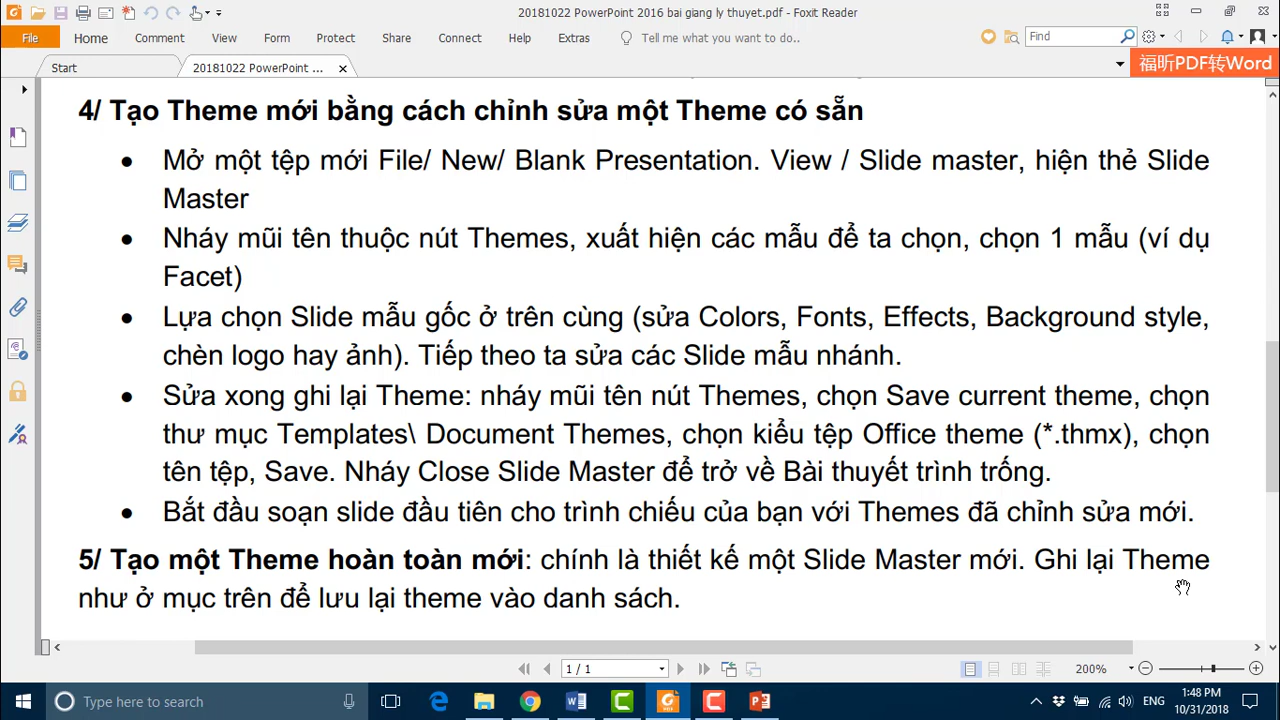 20181022 PowerPoint 2016 bai giang ly thuyet.pdf - Foxit Reader
File Home Comment View Form Protect Share Connect Help Extras Tell me what you want to do.. Find
Start 20181022 PowerPoint ... 福昕PDF转Word
4/ Tạo Theme mới bằng cách chỉnh sửa một Theme có sẵn
• Mở một tệp mới File/ New/ Blank Presentation. View / Slide master, hiện thẻ Slide
Master
• Nháy mũi tên thuộc nút Themes, xuất hiện các mẫu để ta chọn, chọn 1 mẫu (ví dụ
Facet)
• Lựa chọn Slide mẫu gốc ở trên cùng (sửa Colors, Fonts, Effects, Background style,
chèn logo hay ảnh). Tiếp theo ta sửa các Slide mẫu nhánh.
• Sửa xong ghi lại Theme: nháy mũi tên nút Themes, chọn Save current theme, chọn
thư mục Templates\ Document Themes, chọn kiểu tệp Office theme (*.thmx), chọn
tên tệp, Save. Nháy Close Slide Master để trở về Bài thuyết trình trống.
• Bắt đầu soạn slide đầu tiên cho trình chiếu của bạn với Themes đã chỉnh sửa mới.
5/ Tạo một Theme hoàn toàn mới: chính là thiết kế một Slide Master mới. Ghi lại Theme
như ở mục trên để lưu lại theme vào danh sách.
1 / 1 200%
Type here to search ENG 1:48 PM
10/31/2018